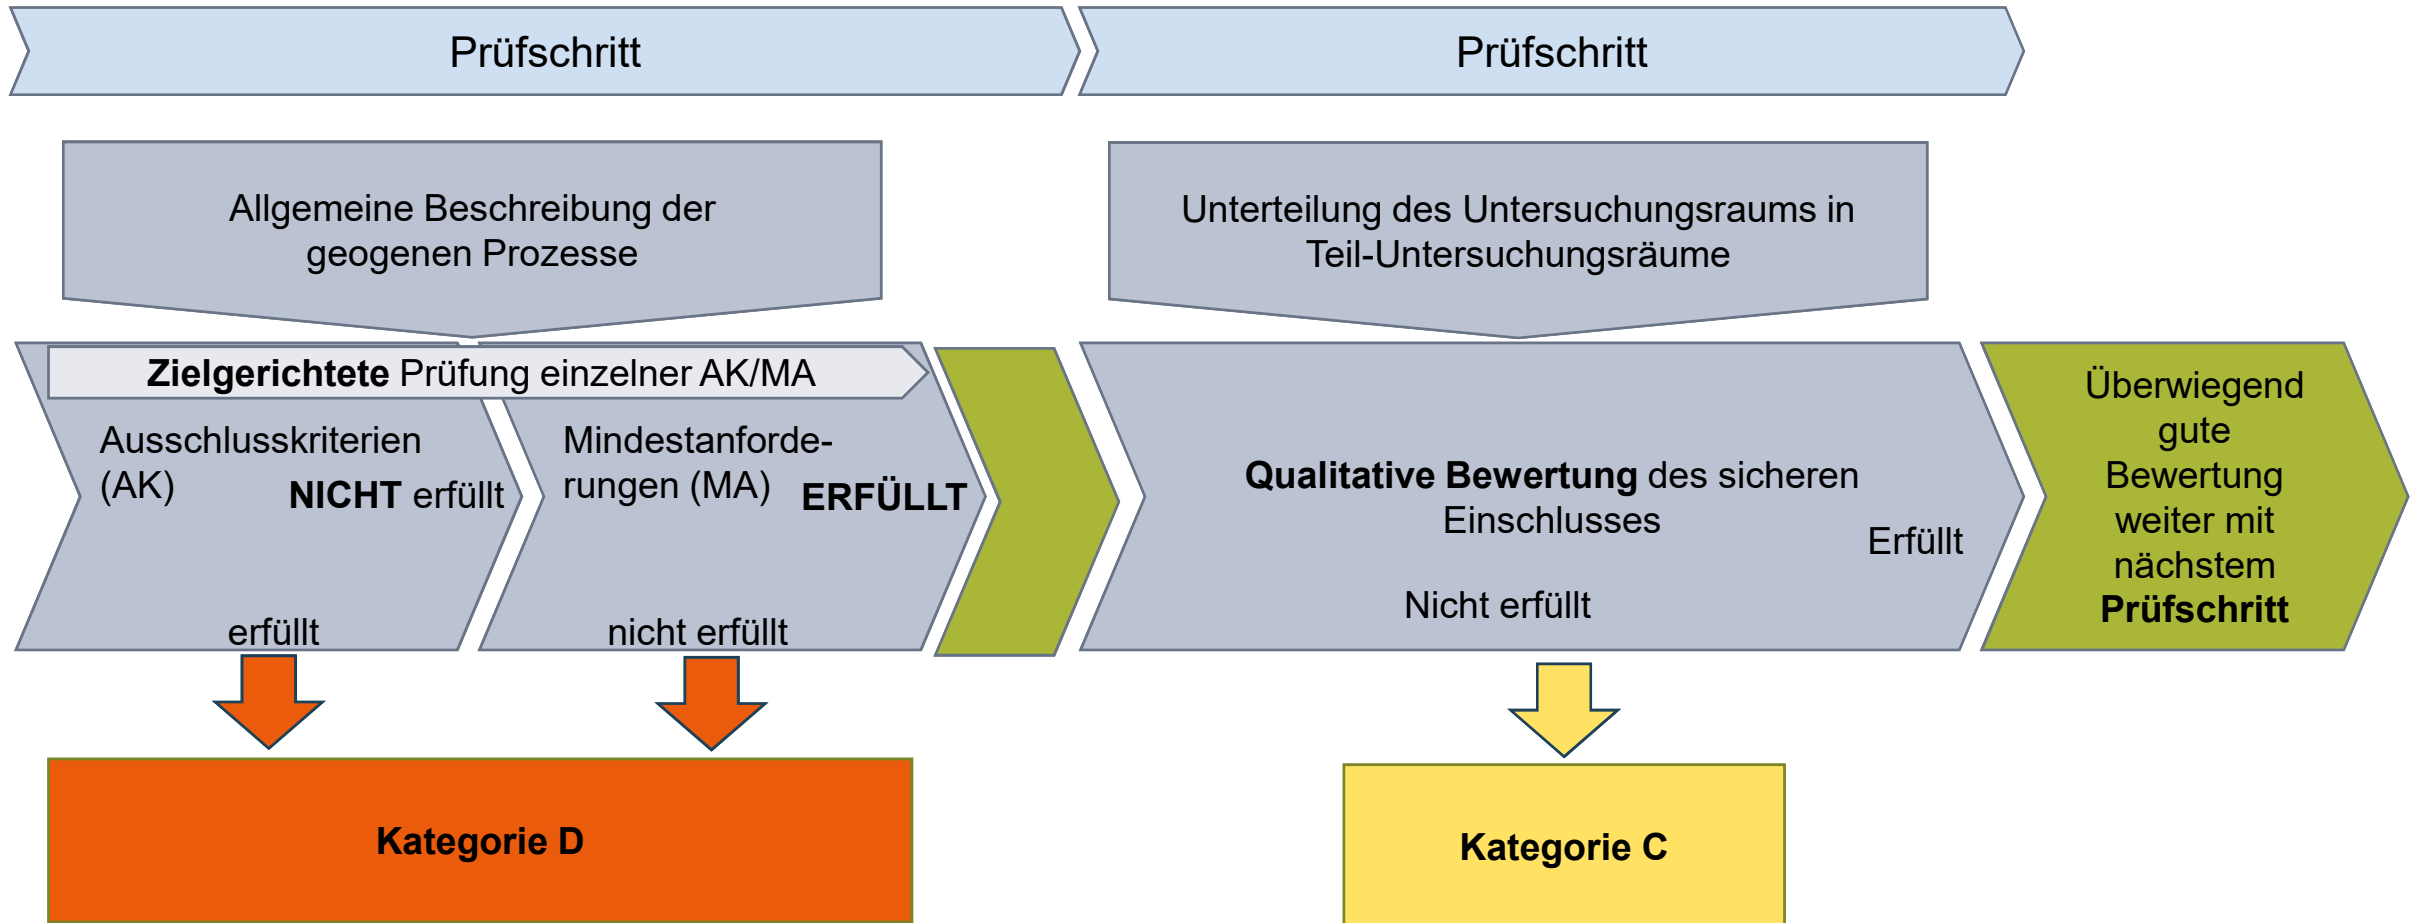 Prüfschritt
Prüfschritt
Allgemeine Beschreibung der
geogenen Prozesse
Unterteilung des Untersuchungsraums in
Teil-Untersuchungsräume
Zielgerichtete Prüfung einzelner AK/MA
Ausschlusskriterien
(AK)
NICHT erfüllt
erfüllt
Mindestanforde-
rungen (MA)
ERFÜLLT
nicht erfüllt
Qualitative Bewertung des sicheren
Einschlusses
Erfüllt
Nicht erfüllt
Überwiegend
gute
Bewertung
weiter mit
nächstem
Prüfschritt
Kategorie D
Kategorie C